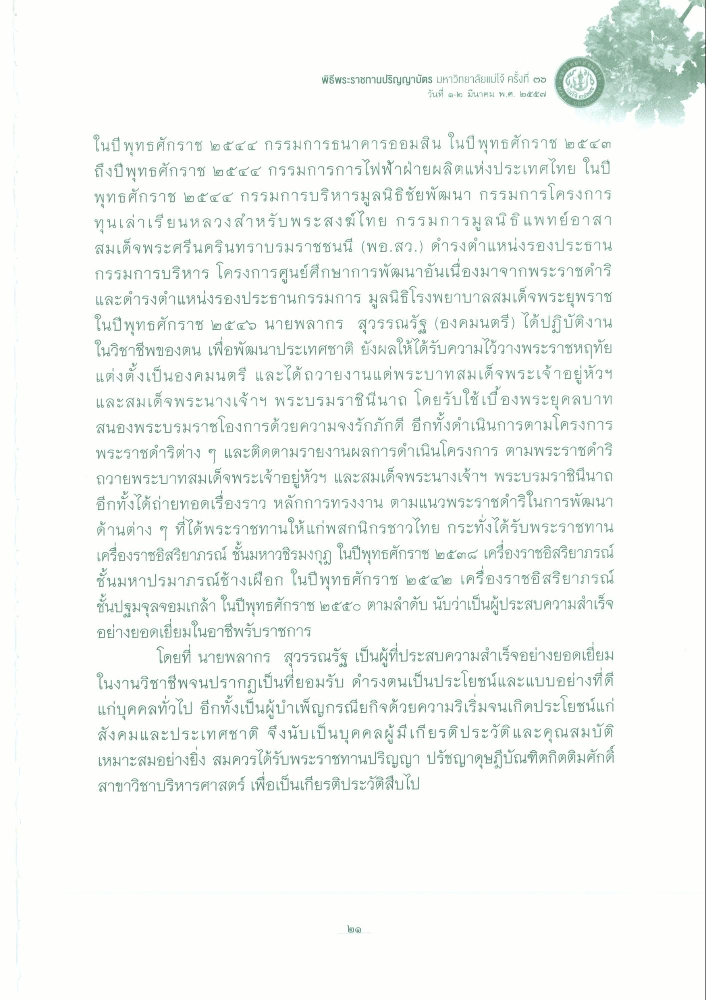 พิธีพระราชทานปริญญาบัตร มหาวิทยาลัยแม่โจ้ ครั้งที่ ๓๖
วันที่ ๑-๒ มีนาคม พ.ศ. ๒๕๕๗
ในปีพุทธศักราช ๒๕๔๔ กรรมการธนาคารออมสิน ในปีพุทธศักราช ๒๕๔๓
ถึงปีพุทธศักราช ๒๕๔๔ กรรมการการไฟฟ้าฝ่ายผลิตแห่งประเทศไทย ในปี
พุทธศักราช ๒๕๔๔ กรรมการบริหารมูลนิธิชัยพัฒนา กรรมการโครงการ
ทุนเล่าเรียนหลวงสำหรับพระสงฆ์ไทย กรรมการมูลนิธิแพทย์อาสา
สมเด็จพระศรีนครินทราบรมราชชนนี (พอ.สว.) ดำรงตำแหน่งรองประธาน
กรรมการบริหาร โครงการศูนย์ศึกษาการพัฒนาอันเนื่องมาจากพระราชดำริ
และดำรงตำแหน่งรองประธานกรรมการ มูลนิธิโรงพยาบาลสมเด็จพระยุพราช
ในปีพุทธศักราช ๒๕๔๖ นายพลากร สุวรรณรัฐ (องคมนตรี) ได้ปฏิบัติงาน
ในวิชาชีพของตน เพื่อพัฒนาประเทศชาติ ยังผลให้ได้รับความไว้วางพระราชหฤทัย
แต่งตั้งเป็นองคมนตรี และได้ถวายงานแด่พระบาทสมเด็จพระเจ้าอยู่หัวฯ
และสมเด็จพระนางเจ้าฯ พระบรมราชินีนาถ โดยรับใช้เบื้องพระยุคลบาท
สนองพระบรมราชโองการด้วยความจงรักภักดี อีกทั้งดำเนินการตามโครงการ
พระราชดำริต่าง ๆ และติดตามรายงานผลการดำเนินโครงการ ตามพระราชดำริ
ถวายพระบาทสมเด็จพระเจ้าอยู่หัวฯ และสมเด็จพระนางเจ้าฯ พระบรมราชินีนาถ
อีกทั้งได้ถ่ายทอดเรื่องราว หลักการทรงงาน ตามแนวพระราชดำริในการพัฒนา
ด้านต่าง ๆ ที่ได้พระราชทานให้แก่พสกนิกรชาวไทย กระทั่งได้รับพระราชทาน
เครื่องราชอิสริยาภรณ์ ชั้นมหาวชิรมงกุฎ ในปีพุทธศักราช ๒๕๓๘ เครื่องราชอิสริยาภรณ์
ชั้นมหาปรมาภรณ์ช้างเผือก ในปีพุทธศักราช ๒๕๔๒ เครื่องราชอิสริยาภรณ์
ชั้นปฐมจุลจอมเกล้า ในปีพุทธศักราช ๒๕๕๐ ตามลำดับ นับว่าเป็นผู้ประสบความสำเร็จ
อย่างยอดเยี่ยมในอาชีพรับราชการ
โดยที่ นายพลากร สุวรรณรัฐ เป็นผู้ที่ประสบความสำเร็จอย่างยอดเยี่ยม
ในงานวิชาชีพจนปรากฏเป็นที่ยอมรับ ดำรงตนเป็นประโยชน์และแบบอย่างที่ดี
แก่บุคคลทั่วไป อีกทั้งเป็นผู้บำเพ็ญกรณียกิจด้วยความริเริ่มจนเกิดประโยชน์แก่
สังคมและประเทศชาติ จึงนับเป็นบุคคลผู้มีเกียรติประวัติและคุณสมบัติ
เหมาะสมอย่างยิ่ง สมควรได้รับพระราชทานปริญญา ปรัชญาดุษฎีบัณฑิตกิตติมศักดิ์
สาขาวิชาบริหารศาสตร์ เพื่อเป็นเกียรติประวัติสืบไป
๒๑